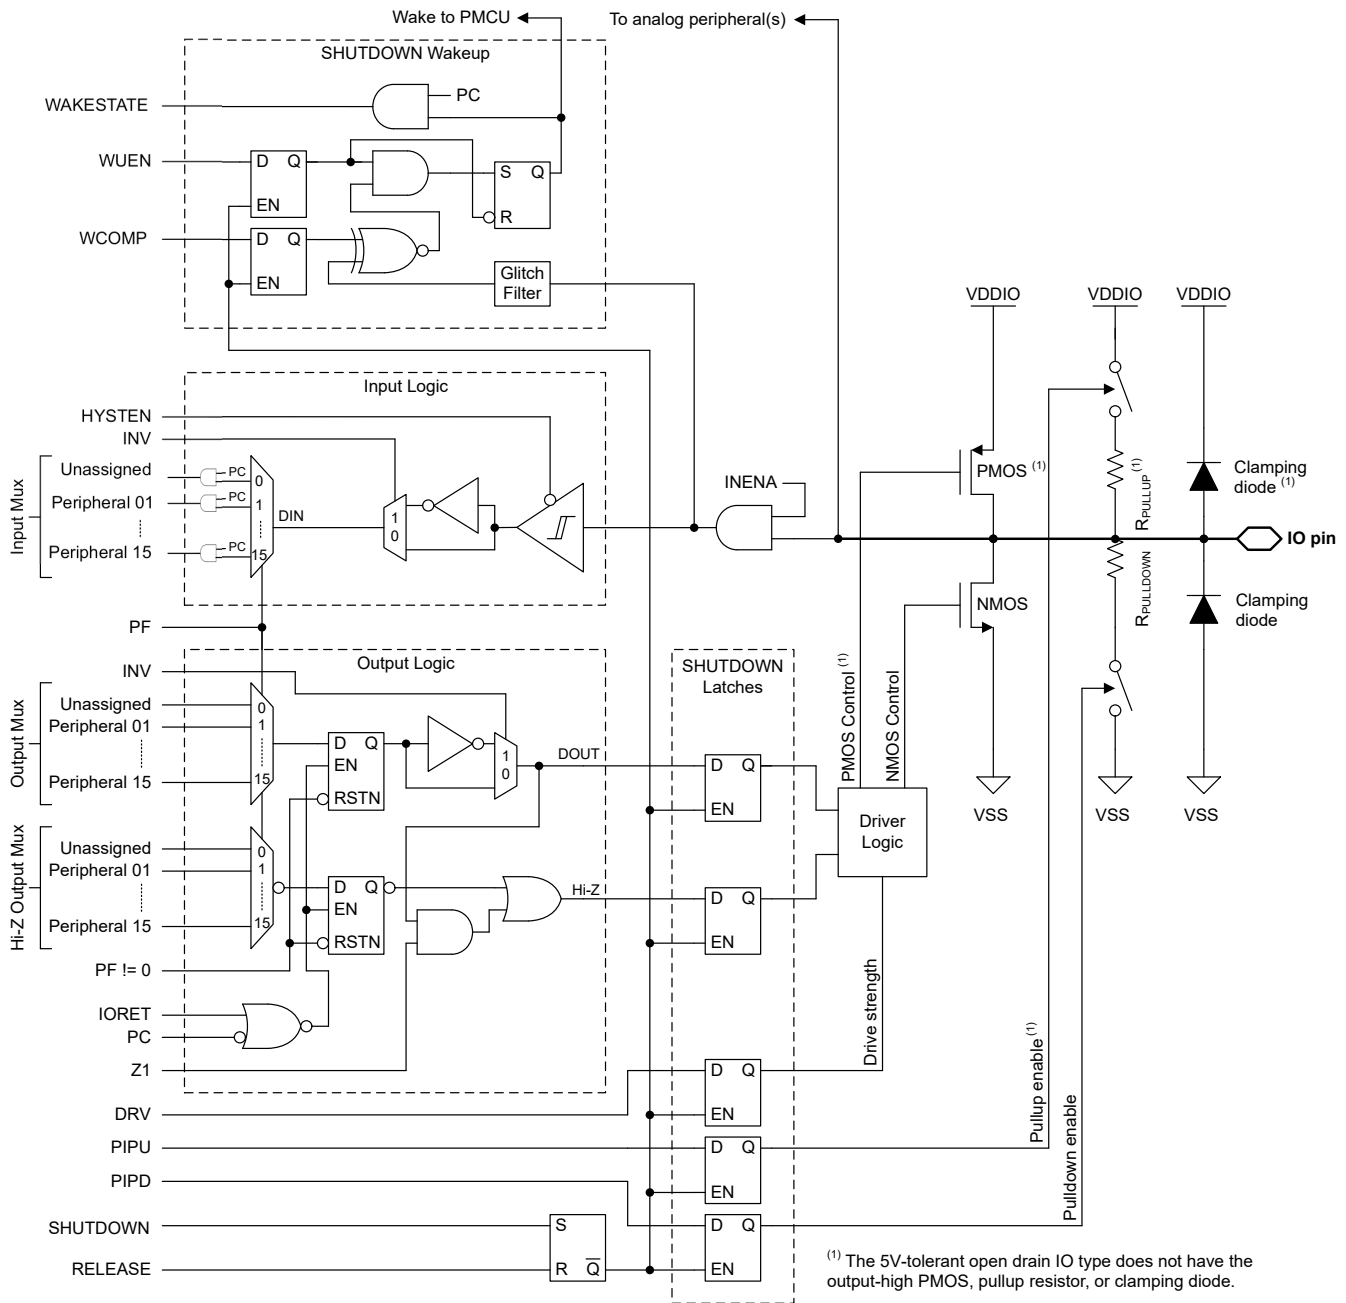 Wake to PMCU
To analog peripheral(s)
SHUTDOWN Wakeup
WAKESTATE
PC
WUEN
D Q
EN
S Q
R
WCOMP
D Q
EN
Glitch
Filter
VDDIO
VDDIO
VDDIO
Input Logic
HYSTEN
INV
Input Mux
Unassigned
Peripheral 01
Peripheral 15
PC
PC
PC
0
1
15
DIN
1
0
INENA
PMOS (1)
RPULLUP (1)
Clamping
diode (1)
IO pin
RPULLDOWN
NMOS
Clamping
diode
PF
Output Logic
INV
Output Mux
Unassigned
Peripheral 01
Peripheral 15
0
1
15
D Q
EN
RSTN
1
0
DOUT
SHUTDOWN
Latches
D Q
EN
PMOS Control (1)
NMOS Control
Driver
Logic
VSS
VSS
VSS
Hi-Z Output Mux
Unassigned
Peripheral 01
Peripheral 15
0
1
15
D Q
EN
RSTN
Hi-Z
D Q
EN
PF != 0
IORET
PC
Z1
Drive strength
D Q
EN
DRV
PIPU
D Q
EN
Pullup enable (1)
PIPD
Pulldown enable
SHUTDOWN
RELEASE
S
R Q̅
D Q
EN
(1) The 5V-tolerant open drain IO type does not have the
output-high PMOS, pullup resistor, or clamping diode.